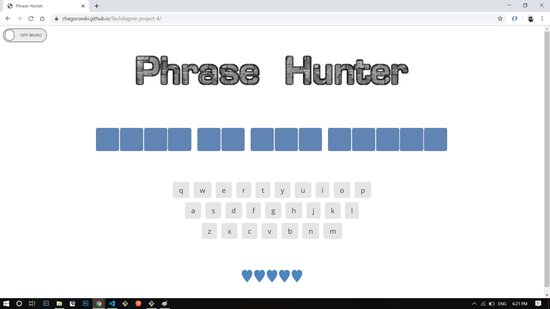 Phrase Hunter
chagorovski.github.io/Techdegree-project-4/
OFF MUSIC
Phrase Hunter
q w e r t y u i o p
a s d f g h j k l
z x c v b n m
ENG 6:21 PM